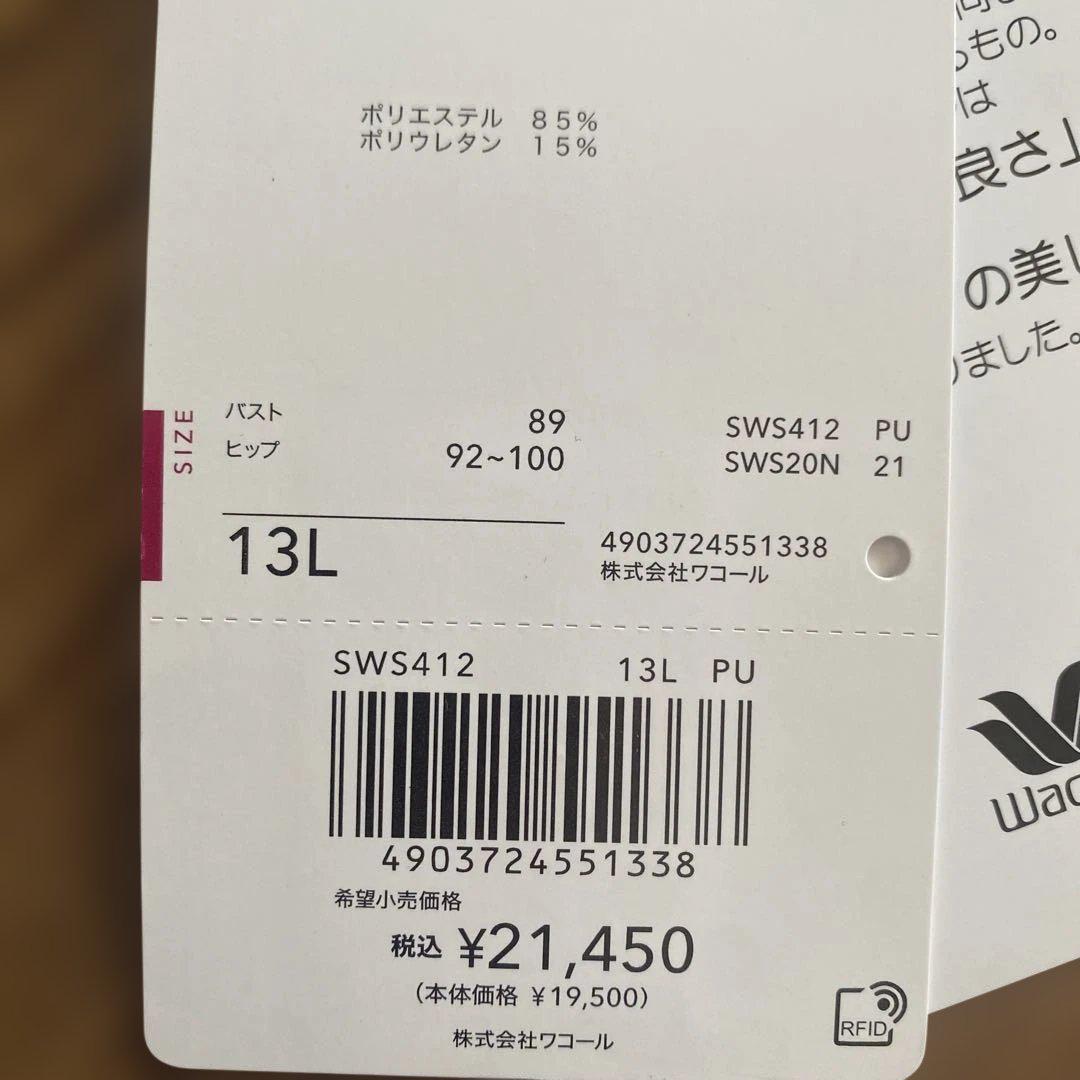 ポリエステル 85%
ポリウレタン 15%
SIZE
バスト 89
ヒップ 92~100
13L
SWS412 PU
SWS20N 21
4903724551338
株式会社ワコール
SWS412 13L PU
4903724551338
希望小売価格
税込 ¥21,450
(本体価格 ¥19,500)
株式会社ワコール
RFID
もの。
は
良さ」
の美し
ました。
Wac